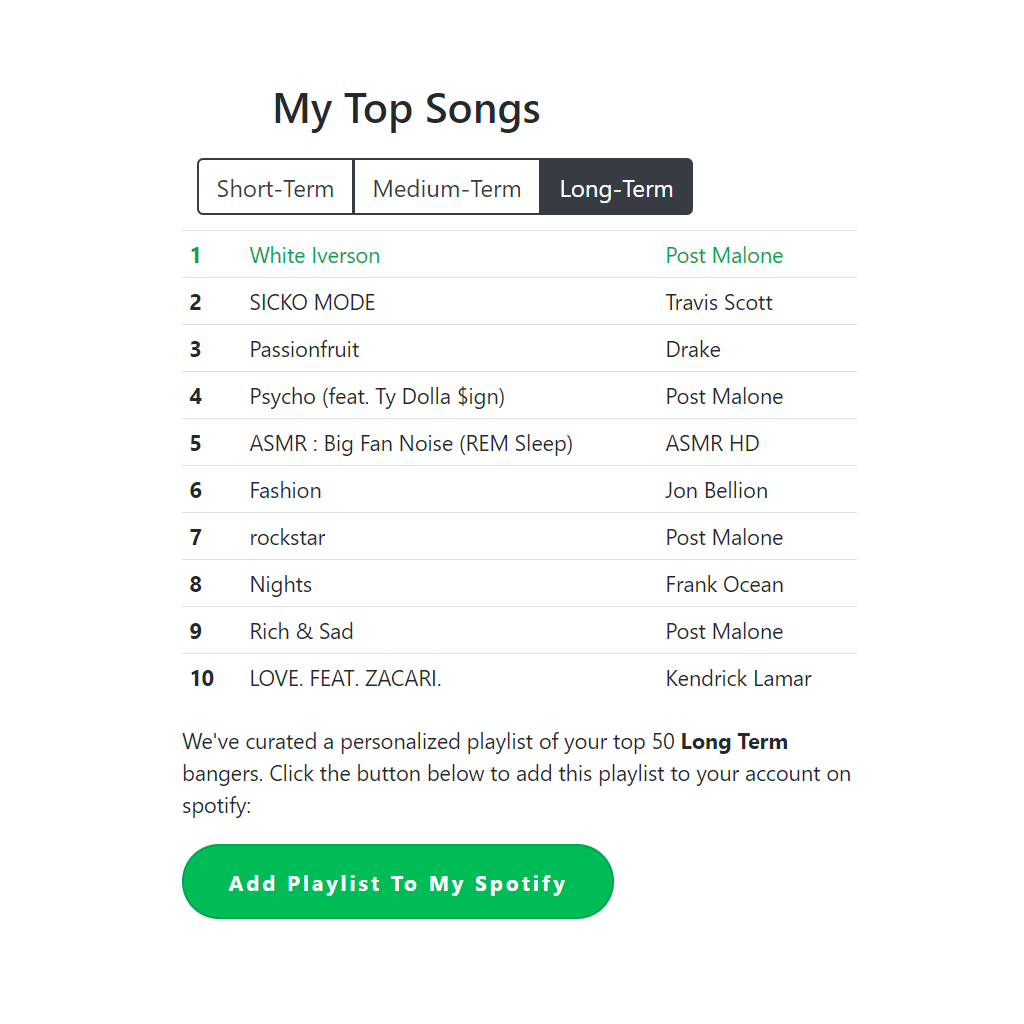 My Top Songs
Short-Term Medium-Term Long-Term
1 White Iverson Post Malone
2 SICKO MODE Travis Scott
3 Passionfruit Drake
4 Psycho (feat. Ty Dolla $ign) Post Malone
5 ASMR : Big Fan Noise (REM Sleep) ASMR HD
6 Fashion Jon Bellion
7 rockstar Post Malone
8 Nights Frank Ocean
9 Rich & Sad Post Malone
10 LOVE. FEAT. ZACARI. Kendrick Lamar
We've curated a personalized playlist of your top 50 Long Term
bangers. Click the button below to add this playlist to your account on
spotify:
Add Playlist To My Spotify